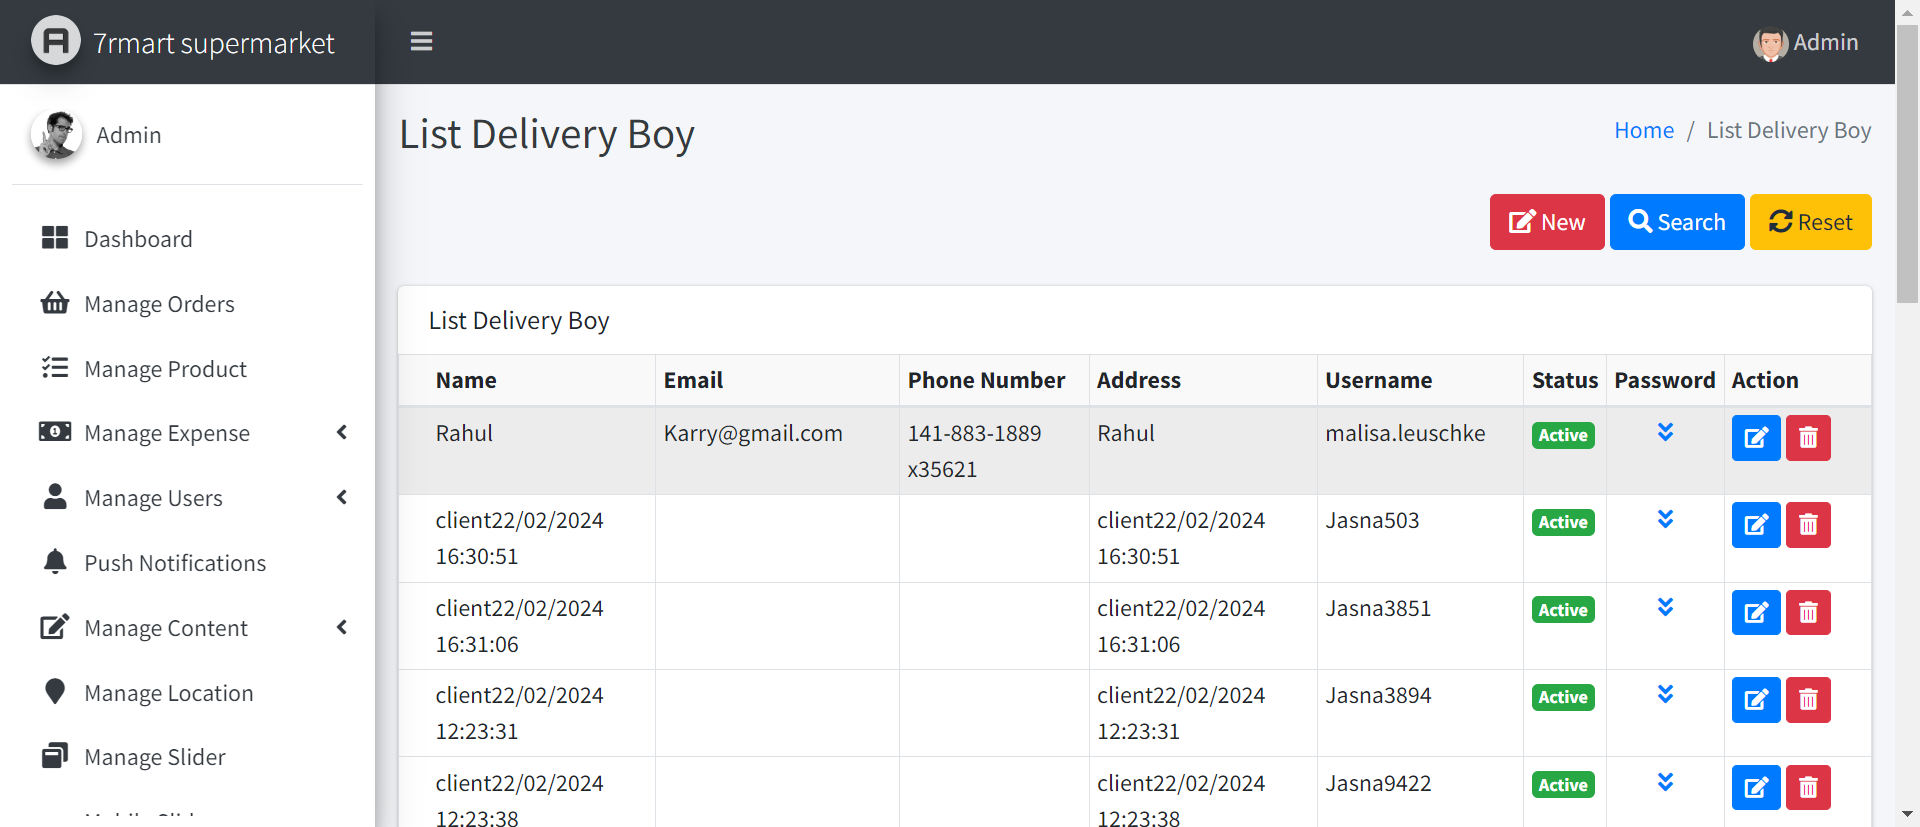 7rmart supermarket
Admin
Admin
Dashboard
Manage Orders
Manage Product
Manage Expense
Manage Users
Push Notifications
Manage Content
Manage Location
Manage Slider
List Delivery Boy
Home / List Delivery Boy
New Search Reset
List Delivery Boy
Name Email Phone Number Address Username Status Password Action
Rahul Karry@gmail.com 141-883-1889 Rahul malisa.leuschke Active
x35621
client22/02/2024 client22/02/2024 Jasna503 Active
16:30:51 16:30:51
client22/02/2024 client22/02/2024 Jasna3851 Active
16:31:06 16:31:06
client22/02/2024 client22/02/2024 Jasna3894 Active
12:23:31 12:23:31
client22/02/2024 client22/02/2024 Jasna9422 Active
12:23:38 12:23:38